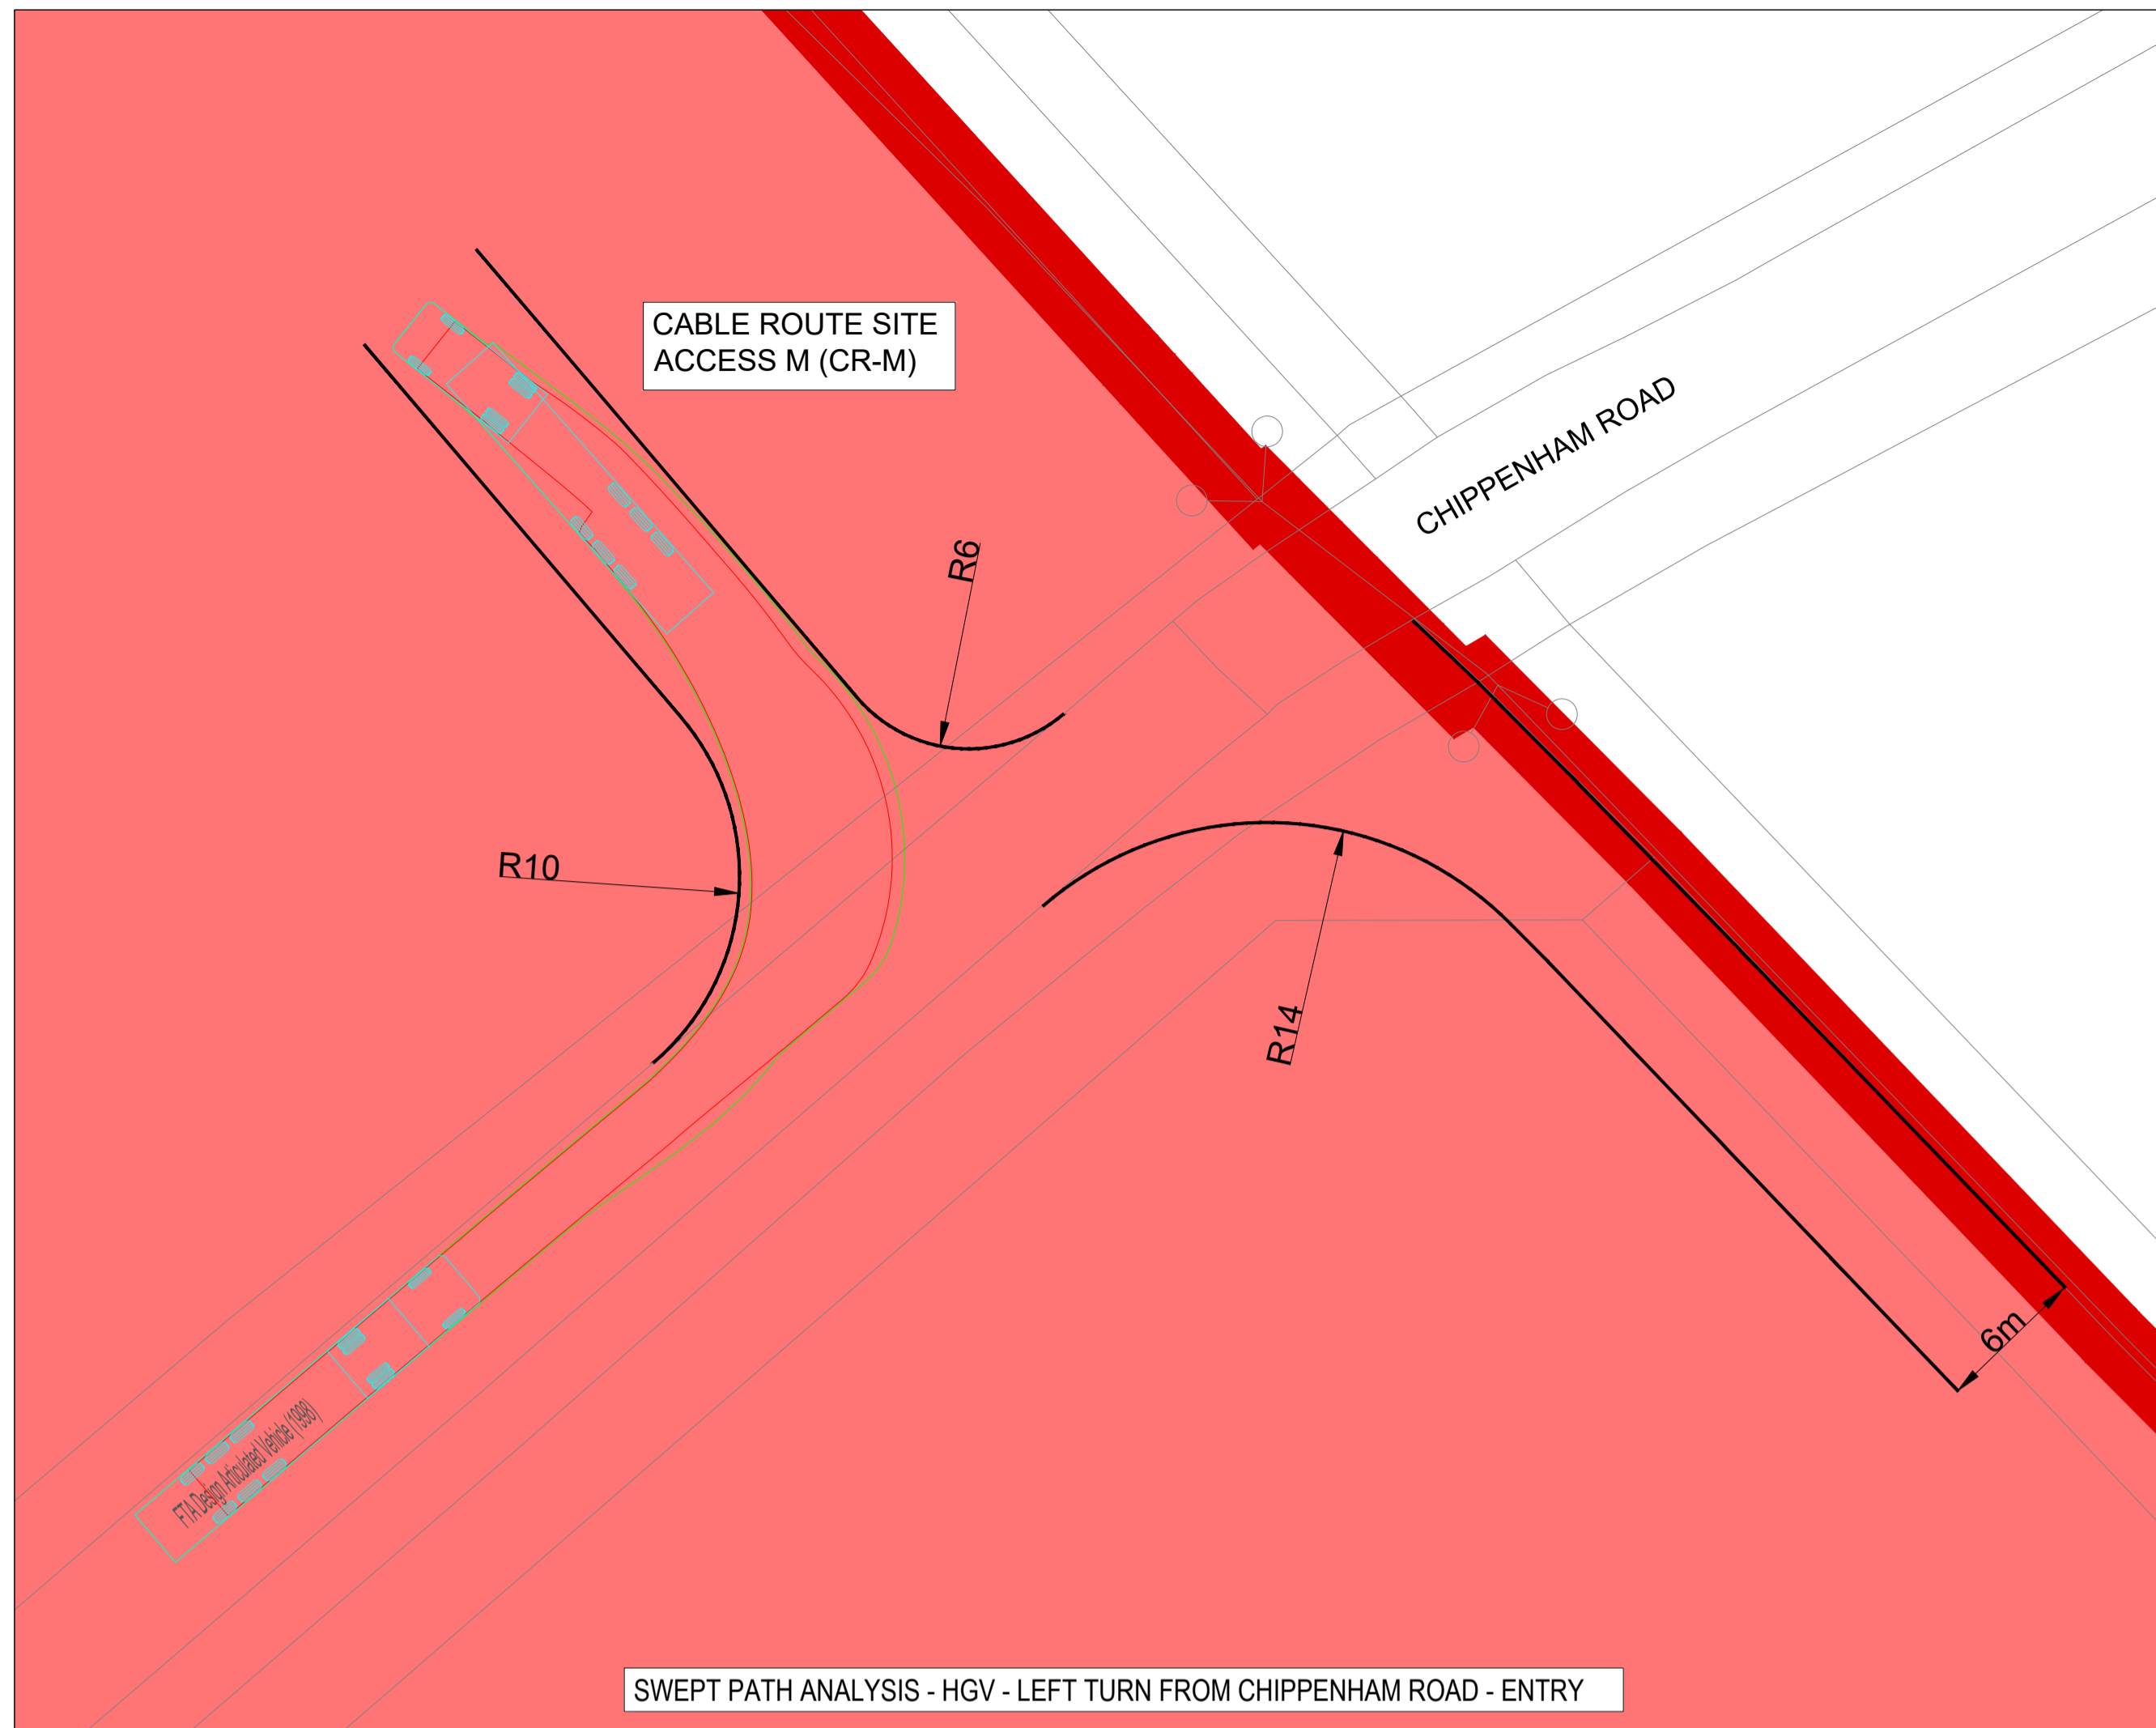 CABLE ROUTE SITE
ACCESS M (CR-M)
CHIPPENHAM ROAD
R6
R10
R14
6m
FTA Design Articulated Vehicle (1998)
SWEPT PATH ANALYSIS - HGV - LEFT TURN FROM CHIPPENHAM ROAD - ENTRY